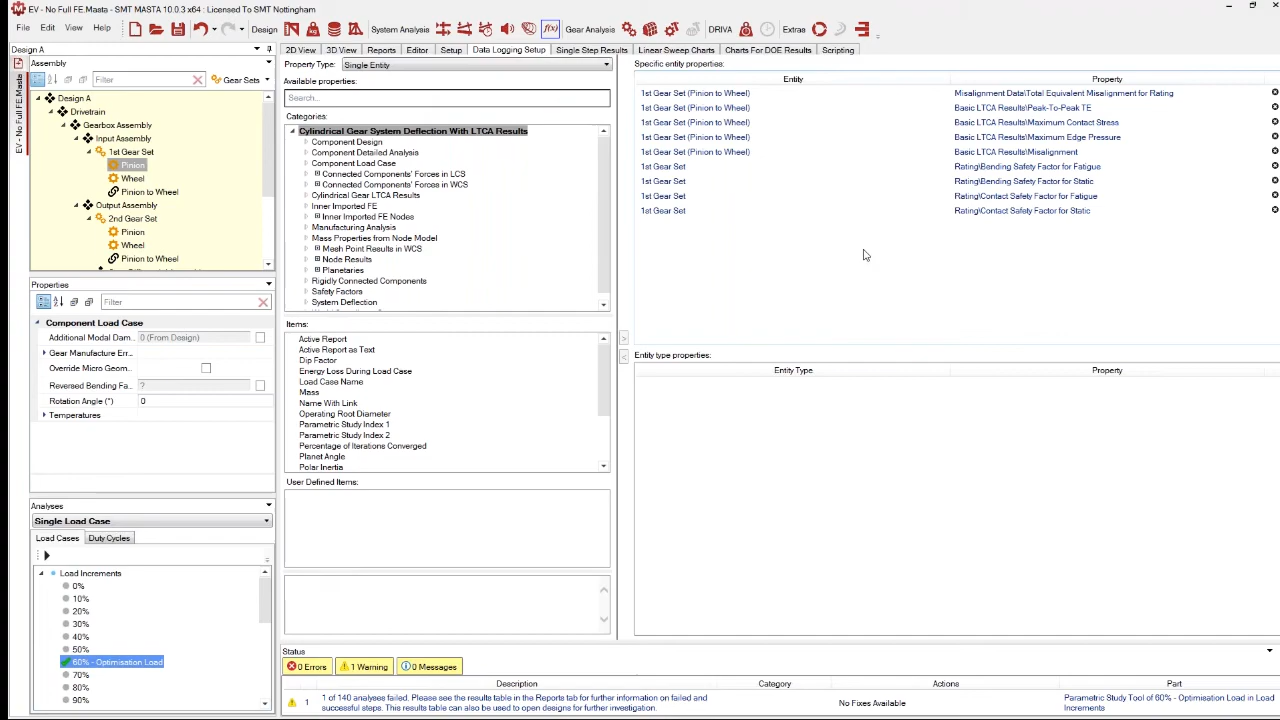 EV - No Full FE.Masta - SMT MASTA 10.0.3 x64 : Licensed To SMT Nottingham
File Edit View Help Design System Analysis f(x) Gear Analysis DRIVA Extras
Design A
2D View 3D View Reports Editor Setup Data Logging Setup Single Step Results Linear Sweep Charts Charts For DOE Results Scripting
EV - No Full FE.Masta
Assembly
Filter Gear Sets
Design A
Drivetrain
Gearbox Assembly
Input Assembly
1st Gear Set
Pinion
Wheel
Pinion to Wheel
Output Assembly
2nd Gear Set
Pinion
Wheel
Pinion to Wheel
Properties
Filter
Component Load Case
Additional Modal Dam... 0 (From Design)
Gear Manufacture Err...
Override Micro Geom...
Reversed Bending Fa... ?
Rotation Angle (°) 0
Temperatures
Analyses
Single Load Case
Load Cases Duty Cycles
Load Increments
0%
10%
20%
30%
40%
50%
60% - Optimisation Load
70%
80%
90%
Property Type: Single Entity
Available properties:
Search...
Categories:
Cylindrical Gear System Deflection With LTCA Results
Component Design
Component Detailed Analysis
Component Load Case
Connected Components' Forces in LCS
Connected Components' Forces in WCS
Cylindrical Gear LTCA Results
Inner Imported FE
Inner Imported FE Nodes
Manufacturing Analysis
Mass Properties from Node Model
Mesh Point Results in WCS
Node Results
Planetaries
Rigidly Connected Components
Safety Factors
System Deflection
Items:
Active Report
Active Report as Text
Dip Factor
Energy Loss During Load Case
Load Case Name
Mass
Name With Link
Operating Root Diameter
Parametric Study Index 1
Parametric Study Index 2
Percentage of Iterations Converged
Planet Angle
Polar Inertia
User Defined Items:
Specific entity properties:
Entity Property
1st Gear Set (Pinion to Wheel) Misalignment Data\Total Equivalent Misalignment for Rating
1st Gear Set (Pinion to Wheel) Basic LTCA Results\Peak-To-Peak TE
1st Gear Set (Pinion to Wheel) Basic LTCA Results\Maximum Contact Stress
1st Gear Set (Pinion to Wheel) Basic LTCA Results\Maximum Edge Pressure
1st Gear Set (Pinion to Wheel) Basic LTCA Results\Misalignment
1st Gear Set Rating\Bending Safety Factor for Fatigue
1st Gear Set Rating\Bending Safety Factor for Static
1st Gear Set Rating\Contact Safety Factor for Fatigue
1st Gear Set Rating\Contact Safety Factor for Static
Entity type properties:
Entity Type Property
Status
0 Errors 1 Warning 0 Messages
Description Category Actions Part
1 1 of 140 analyses failed. Please see the results table in the Reports tab for further information on failed and
successful steps. This results table can also be used to open designs for further investigation.
No Fixes Available
Parametric Study Tool of 60% - Optimisation Load in Load
Increments